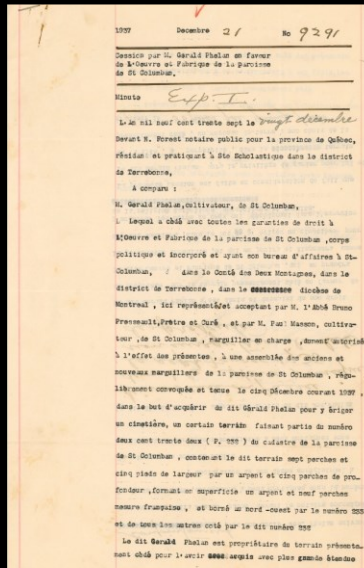 1937 Décembre 21 No 9291
Cession par M. Gerald Phelan en faveur
de L'Oeuvre et Fabrique de la paroisse
de St Columban.
Minute Exp. I.
L'An mil neuf cent trente sept le vingt décembre
Devant N. Forest notaire public pour la province de Québec,
résidant et pratiquant à Ste Scholastique dans le district
de Terrebonne,
A comparu :
M. Gerald Phelan, cultivateur, de St Columban,
Lequel a cédé avec toutes les garanties de droit à
L'Oeuvre et Fabrique de la paroisse de St Columban ,corps
politique et incorporé et ayant son bureau d'affaires à St-
Columban, dans le Conté des Deux Montagnes, dans le
district de Terrebonne , dans le diocèse de
Montreal , ici représentée et acceptant par M. l'Abbé Bruno
Presseault,Prêtre et Curé , et par M. Paul Masson, cultiva-
teur ,de St Columban , marguiller en charge ,dument autorisés
à l'effet des présentes , à une assemblée des anciens et
nouveaux marguillers de la paroisse de St Columban , régu-
lièrement convoquée et tenue le cinq Décembre courant 1937
dans le but d'acquérir du dit Gérald Phelan pour y ériger
un cimetière, un certain terrain faisant partie du numéro
deux cent trente deux ( P. 232 ) du cadastre de la paroisse
de St Columban , contenant le dit terrain sept perches et
cinq pieds de largeur par un arpent et cinq perches de pro-
fondeur ,formant en superficie un arpent et neuf perches
mesure française , et borné au nord -ouest par le numéro 233
et de tous les autres coté par le dit numéro 232
Le dit Gerald Phelan est propriétaire du terrain présente-
ment cédé pour l'avoir acquis avec plus grande étendue